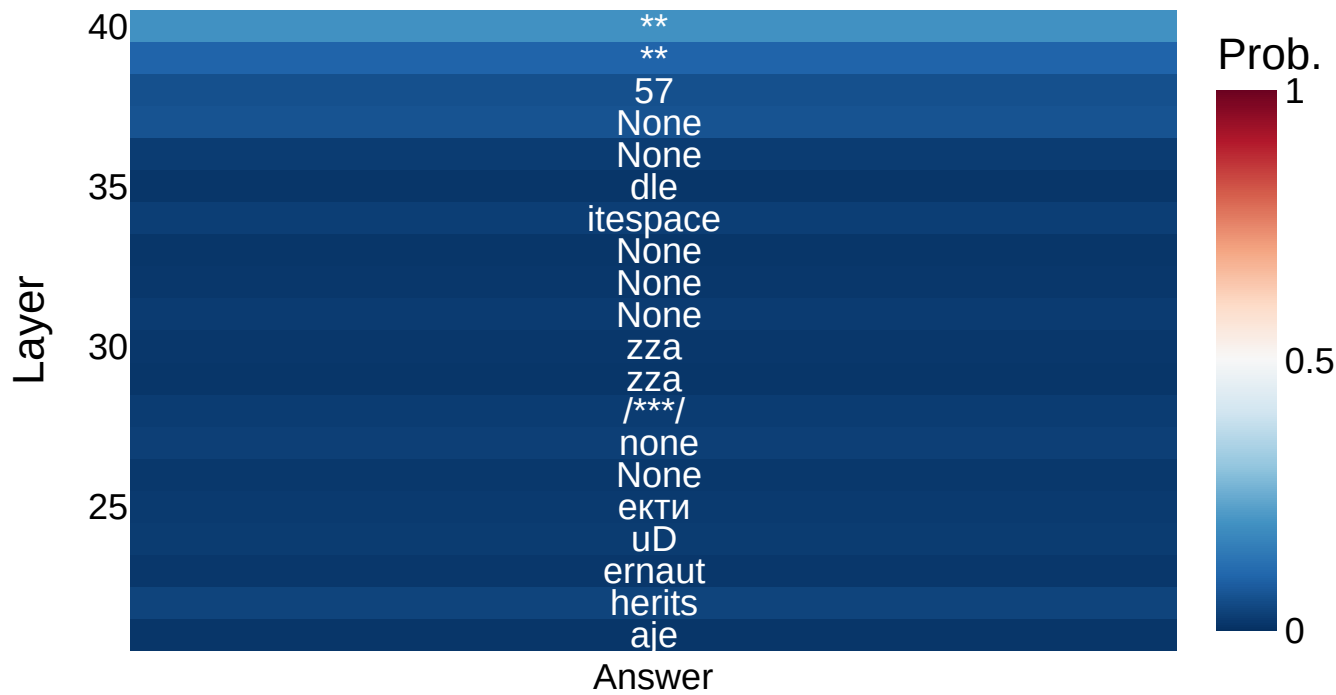 40
**
**
57
None
None
35
dle
itespace
None
None
None
30
zza
zza
/***/
none
None
25
екти
uD
ernaut
herits
aje
Answer
Layer
Prob.
1
0.5
0